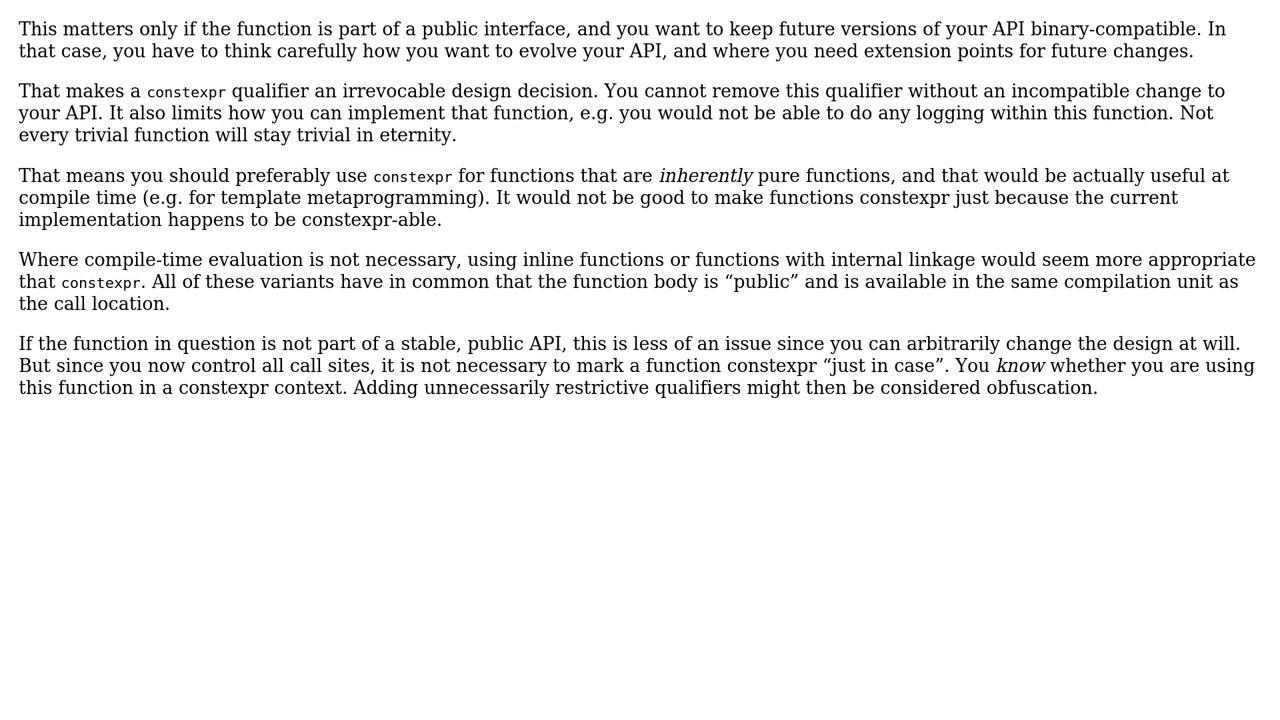 This matters only if the function is part of a public interface, and you want to keep future versions of your API binary-compatible. In
that case, you have to think carefully how you want to evolve your API, and where you need extension points for future changes.
That makes a constexpr qualifier an irrevocable design decision. You cannot remove this qualifier without an incompatible change to
your API. It also limits how you can implement that function, e.g. you would not be able to do any logging within this function. Not
every trivial function will stay trivial in eternity.
That means you should preferably use constexpr for functions that are inherently pure functions, and that would be actually useful at
compile time (e.g. for template metaprogramming). It would not be good to make functions constexpr just because the current
implementation happens to be constexpr-able.
Where compile-time evaluation is not necessary, using inline functions or functions with internal linkage would seem more appropriate
that constexpr. All of these variants have in common that the function body is “public” and is available in the same compilation unit as
the call location.
If the function in question is not part of a stable, public API, this is less of an issue since you can arbitrarily change the design at will.
But since you now control all call sites, it is not necessary to mark a function constexpr “just in case”. You know whether you are using
this function in a constexpr context. Adding unnecessarily restrictive qualifiers might then be considered obfuscation.